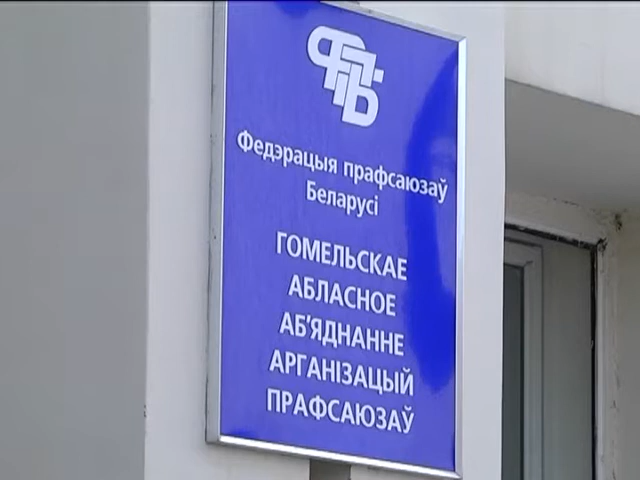 ФПБ
Федэрацыя прафсаюзаў
Беларусі
ГОМЕЛЬСКАЕ
АБЛАСНОЕ
АБ'ЯДНАННЕ
АРГАНІЗАЦЫЙ
ПРАФСАЮЗАЎ